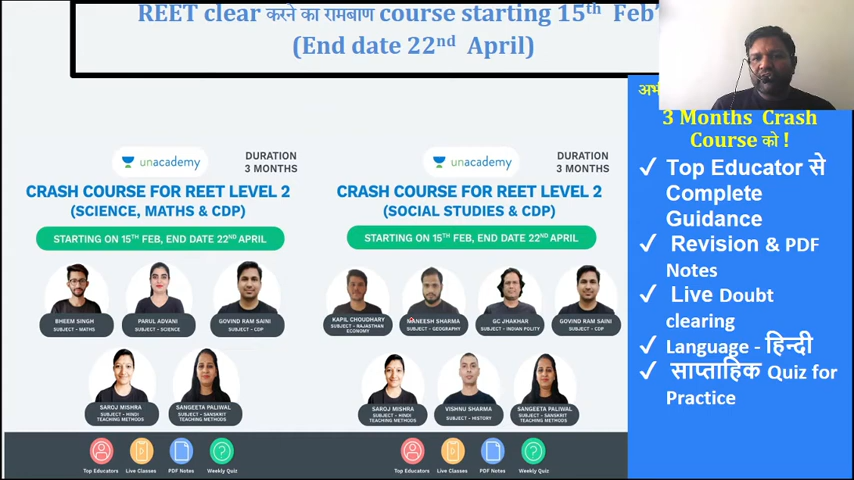 REET clear करने का रामबाण course starting 15th Feb'
(End date 22nd April)
3 Months Crash
Course को !
✓ Top Educator से
Complete
Guidance
✓ Revision & PDF
Notes
✓ Live Doubt
clearing
✓ Language - हिन्दी
✓ साप्ताहिक Quiz for
Practice
unacademy
DURATION
3 MONTHS
CRASH COURSE FOR REET LEVEL 2
(SCIENCE, MATHS & CDP)
STARTING ON 15TH FEB, END DATE 22ND APRIL
BHEEM SINGH
SUBJECT - MATHS
PARUL ADVANI
SUBJECT - SCIENCE
GOVIND RAM SAINI
SUBJECT - CDP
SAROJ MISHRA
SUBJECT - HINDI
TEACHING METHODS
SANGEETA PALIWAL
SUBJECT - SANSKRIT
TEACHING METHODS
Top Educators
Live Classes
PDF Notes
Weekly Quiz
unacademy
DURATION
3 MONTHS
CRASH COURSE FOR REET LEVEL 2
(SOCIAL STUDIES & CDP)
STARTING ON 15TH FEB, END DATE 22ND APRIL
KAPIL CHOUDHARY
SUBJECT - RAJASTHAN
ECONOMY
MANEESH SHARMA
SUBJECT - GEOGRAPHY
GC JHAKHAR
SUBJECT - INDIAN POLITY
GOVIND RAM SAINI
SUBJECT - CDP
SAROJ MISHRA
SUBJECT - HINDI
TEACHING METHODS
VISHNU SHARMA
SUBJECT - HISTORY
SANGEETA PALIWAL
SUBJECT - SANSKRIT
TEACHING METHODS
Top Educators
Live Classes
PDF Notes
Weekly Quiz